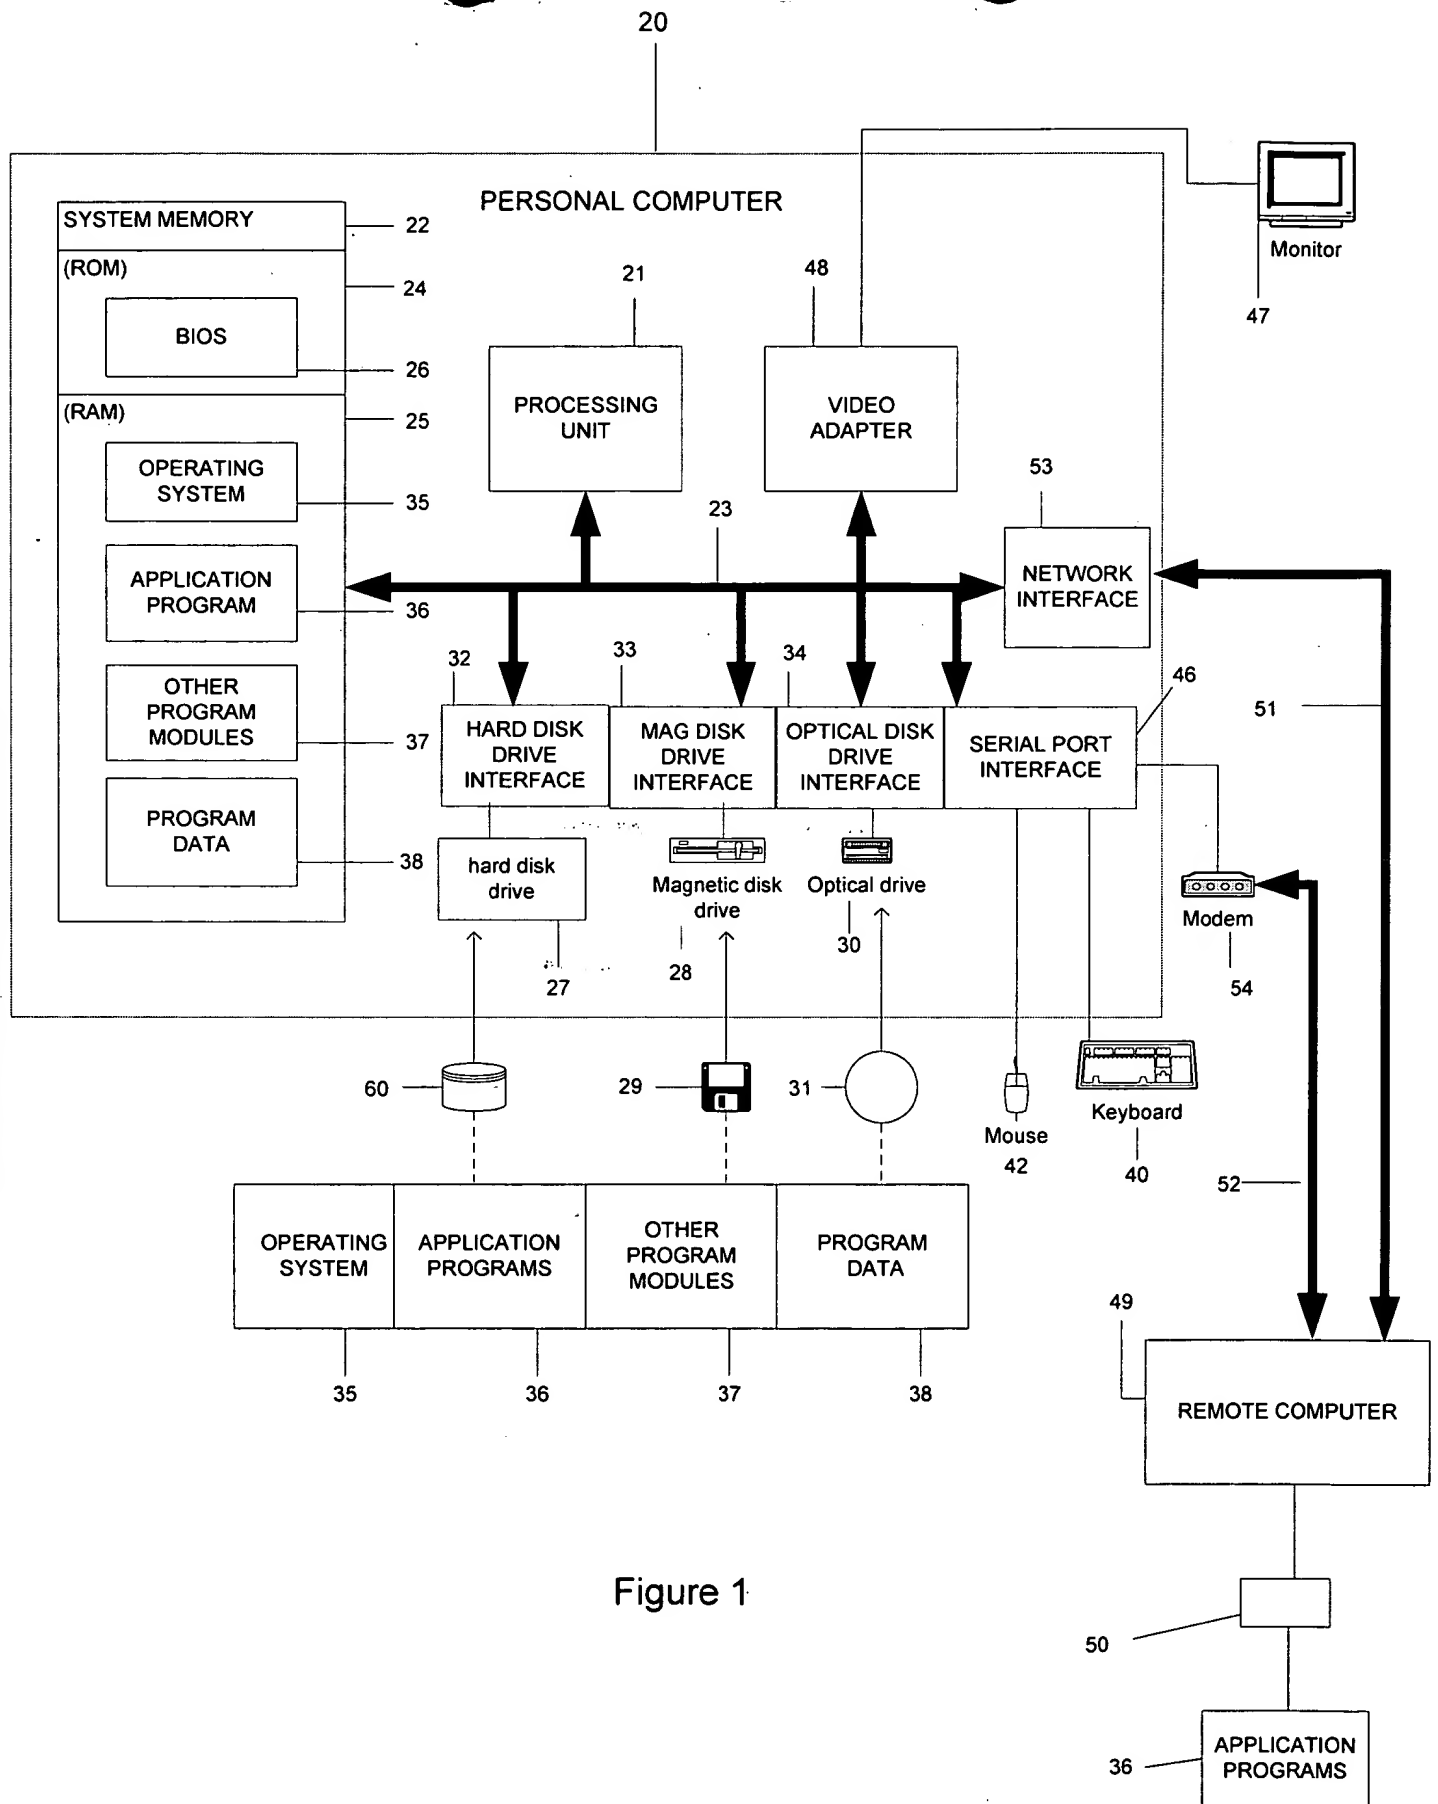 20
PERSONAL COMPUTER
SYSTEM MEMORY
22
(ROM)
24
BIOS
26
(RAM)
25
OPERATING
SYSTEM
35
APPLICATION
PROGRAM
36
OTHER
PROGRAM
MODULES
37
PROGRAM
DATA
38
21
PROCESSING
UNIT
48
VIDEO
ADAPTER
Monitor
47
23
53
NETWORK
INTERFACE
32
HARD DISK
DRIVE
INTERFACE
33
MAG DISK
DRIVE
INTERFACE
34
OPTICAL DISK
DRIVE
INTERFACE
46
SERIAL PORT
INTERFACE
51
hard disk
drive
27
Magnetic disk
drive
28
Optical drive
30
Modem
54
60
29
31
Mouse
42
Keyboard
40
52
OPERATING
SYSTEM
APPLICATION
PROGRAMS
OTHER
PROGRAM
MODULES
PROGRAM
DATA
35
36
37
38
49
REMOTE COMPUTER
Figure 1
50
36
APPLICATION
PROGRAMS